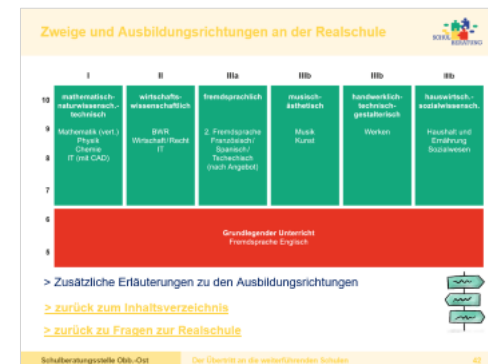 Zweige und Ausbildungsrichtungen an der Realschule
SCHUL
BERATUNG
I
II
IIIa
IIIb
IIIb
IIIb
10
9
8
7
mathematisch-
naturwissensch.-
technisch
Mathematik (vert.)
Physik
Chemie
IT (mit CAD)
wirtschafts-
wissenschaftlich
BWR
Wirtschaft/Recht
IT
fremdsprachlich
2. Fremdsprache
Französisch/
Spanisch/
Tschechisch
(nach Angebot)
musisch-
ästhetisch
Musik
Kunst
handwerklich-
technisch-
gestalterisch
Werken
hauswirtsch.-
sozialwissensch.
Haushalt und
Ernährung
Sozialwesen
6
5
Grundlegender Unterricht
Fremdsprache Englisch
> Zusätzliche Erläuterungen zu den Ausbildungsrichtungen
> zurück zum Inhaltsverzeichnis
> zurück zu Fragen zur Realschule
Schulberatungsstelle Obb.-Ost
Der Übertritt an die weiterführenden Schulen
42